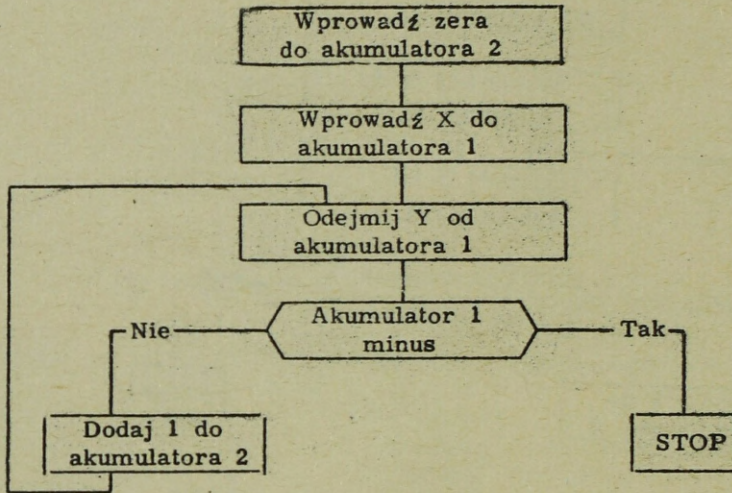 Wprowadź zera
do akumulatora 2
Wprowadź X do
akumulatora 1
Odejmij Y od
akumulatora 1
Akumulator 1
minus
Nie
Tak
Dodaj 1 do
akumulatora 2
STOP